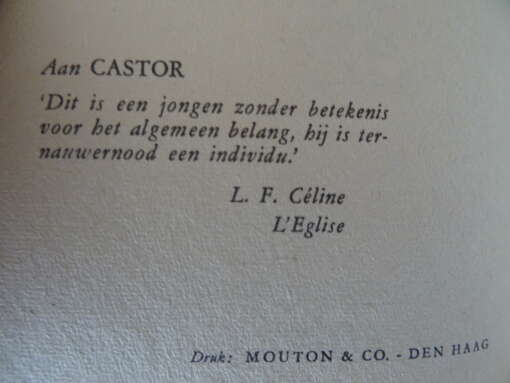 Aan CASTOR
'Dit is een jongen zonder betekenis
voor het algemeen belang, hij is ter-
nauwernood een individu.'
L. F. Céline
L'Eglise
Druk: MOUTON & CO. - DEN HAAG